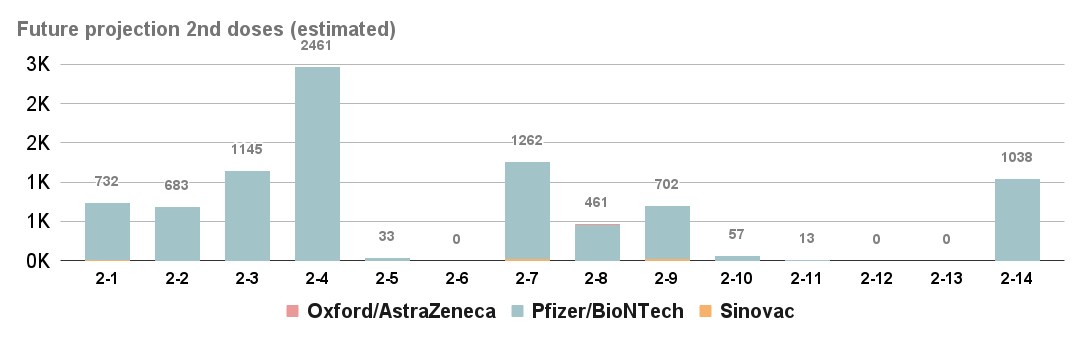 Future projection 2nd doses (estimated)
2461
3K
2K
2K
1K
1K
0K
732
683
1145
33
0
1262
461
702
57
13
0
0
1038
2-1 2-2 2-3 2-4 2-5 2-6 2-7 2-8 2-9 2-10 2-11 2-12 2-13 2-14
Oxford/AstraZeneca Pfizer/BioNTech Sinovac